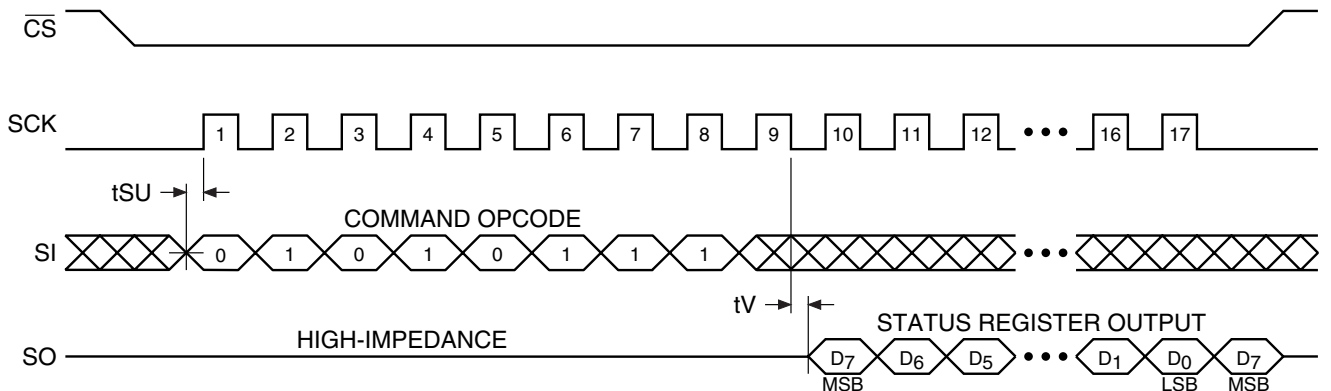 CS
SCK
1 2 3 4 5 6 7 8 9 10 11 12 ••• 16 17
tSU
COMMAND OPCODE
SI
0 1 0 1 0 1 1 1 •••
tV
HIGH-IMPEDANCE
STATUS REGISTER OUTPUT
SO
D7 D6 D5 ••• D1 D0 D7
MSB LSB MSB